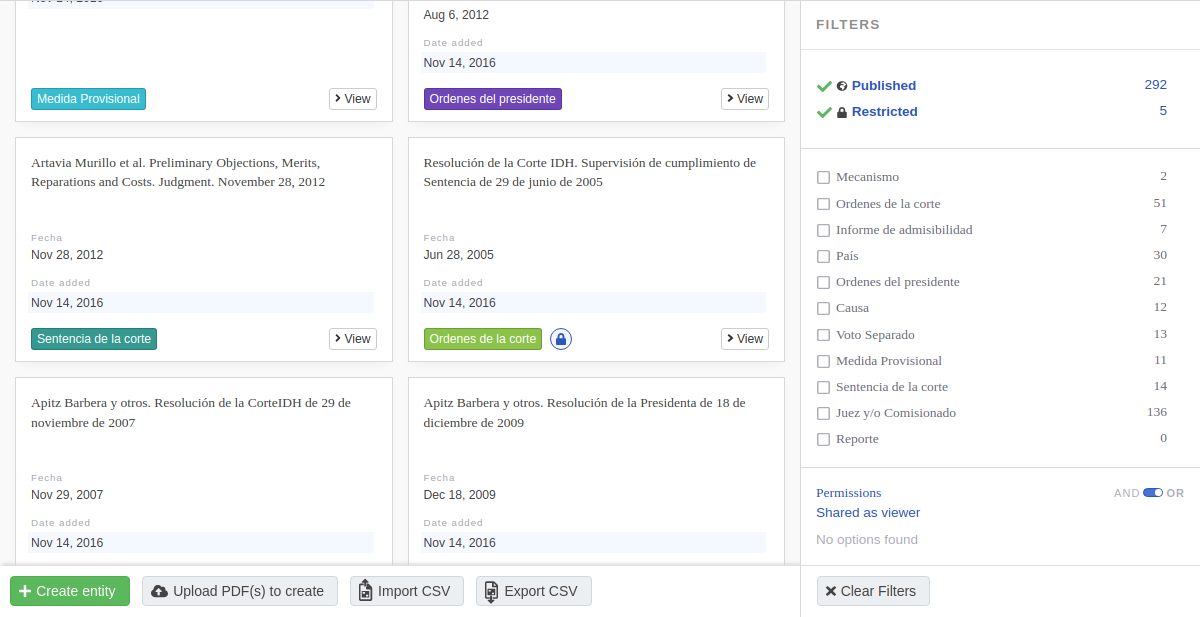 Aug 6, 2012
Date added
Nov 14, 2016
Medida Provisional
View
Ordenes del presidente
View
Artavia Murillo et al. Preliminary Objections, Merits,
Reparations and Costs. Judgment. November 28, 2012
Fecha
Nov 28, 2012
Date added
Nov 14, 2016
Sentencia de la corte
View
Resolución de la Corte IDH. Supervisión de cumplimiento de
Sentencia de 29 de junio de 2005
Fecha
Jun 28, 2005
Date added
Nov 14, 2016
Ordenes de la corte
View
Apitz Barbera y otros. Resolución de la CorteIDH de 29 de
noviembre de 2007
Fecha
Nov 29, 2007
Date added
Nov 14, 2016
Apitz Barbera y otros. Resolución de la Presidenta de 18 de
diciembre de 2009
Fecha
Dec 18, 2009
Date added
Nov 14, 2016
Create entity
Upload PDF(s) to create
Import CSV
Export CSV
FILTERS
Published 292
Restricted 5
Mecanismo 2
Ordenes de la corte 51
Informe de admisibilidad 7
País 30
Ordenes del presidente 21
Causa 12
Voto Separado 13
Medida Provisional 11
Sentencia de la corte 14
Juez y/o Comisionado 136
Reporte 0
Permissions AND OR
Shared as viewer
No options found
Clear Filters